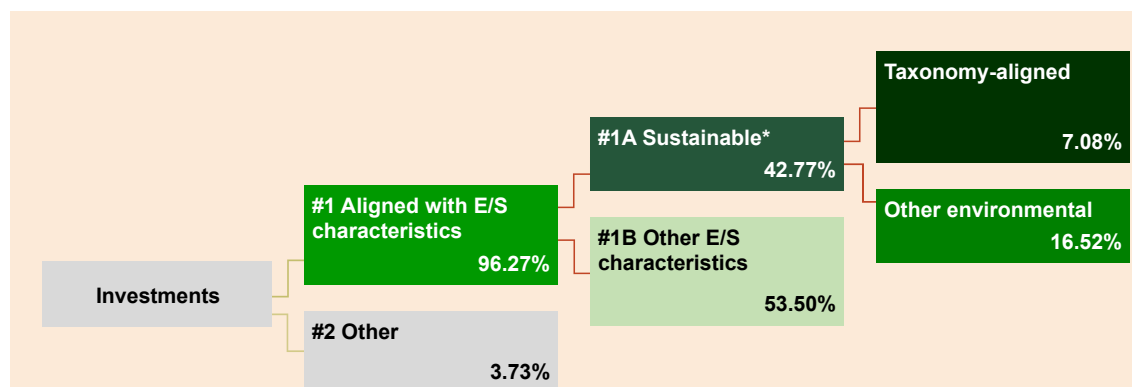 Investments
#1 Aligned with E/S
characteristics
96.27%
#2 Other
3.73%
#1A Sustainable*
42.77%
#1B Other E/S
characteristics
53.50%
Taxonomy-aligned
7.08%
Other environmental
16.52%